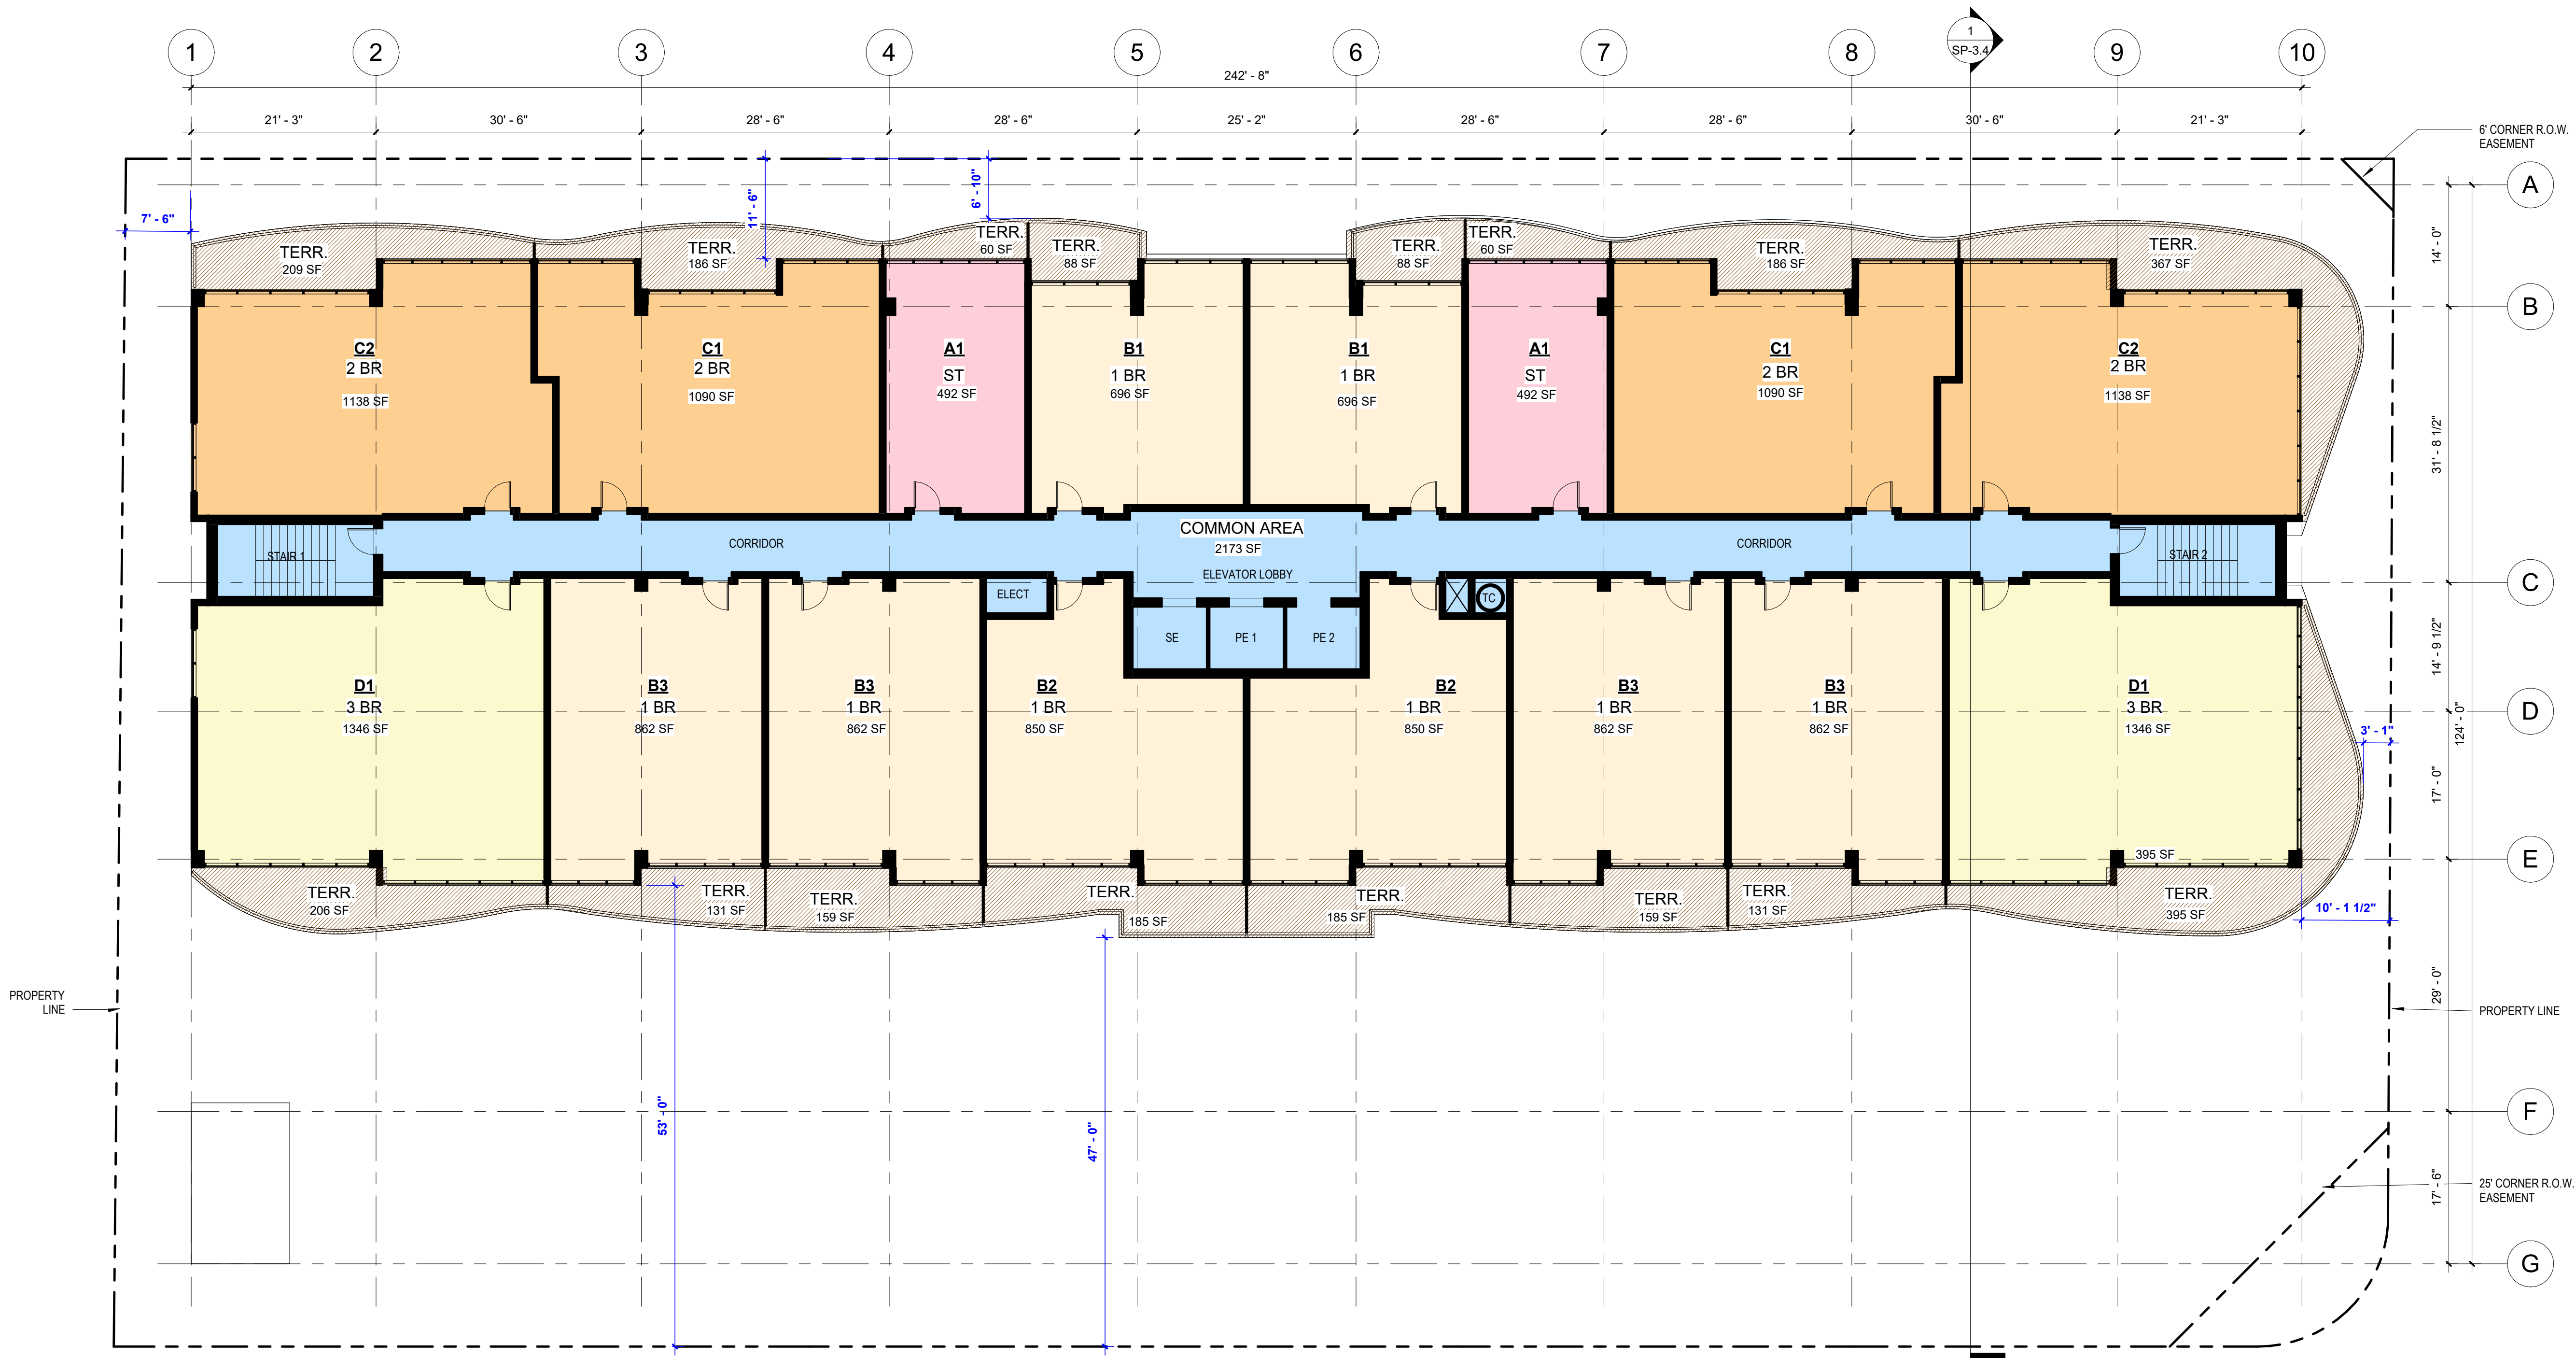 1
SP-3.4
1
2
3
4
5
6
7
8
9
10
242' - 8"
21' - 3"
30' - 6"
28' - 6"
28' - 6"
25' - 2"
28' - 6"
28' - 6"
30' - 6"
21' - 3"
6' CORNER R.O.W.
EASEMENT
A
7' - 6"
11' - 6"
6' - 10"
14' - 0"
TERR.
209 SF
TERR.
186 SF
TERR.
60 SF
TERR.
88 SF
TERR.
88 SF
TERR.
60 SF
TERR.
186 SF
TERR.
367 SF
B
C2
2 BR
1138 SF
C1
2 BR
1090 SF
A1
ST
492 SF
B1
1 BR
696 SF
B1
1 BR
696 SF
A1
ST
492 SF
C1
2 BR
1090 SF
C2
2 BR
1138 SF
31' - 8 1/2"
STAIR 1
CORRIDOR
COMMON AREA
2173 SF
ELEVATOR LOBBY
CORRIDOR
STAIR 2
C
ELECT
TC
SE
PE 1
PE 2
14' - 9 1/2"
D1
3 BR
1346 SF
B3
1 BR
862 SF
B3
1 BR
862 SF
B2
1 BR
850 SF
B2
1 BR
850 SF
B3
1 BR
862 SF
B3
1 BR
862 SF
D1
3 BR
1346 SF
D
3' - 1"
124' - 0"
17' - 0"
395 SF
E
TERR.
206 SF
TERR.
131 SF
TERR.
159 SF
TERR.
185 SF
TERR.
185 SF
TERR.
159 SF
TERR.
131 SF
TERR.
395 SF
10' - 1 1/2"
29' - 0"
PROPERTY
LINE
PROPERTY LINE
53' - 0"
47' - 0"
F
17' - 6"
25' CORNER R.O.W.
EASEMENT
G